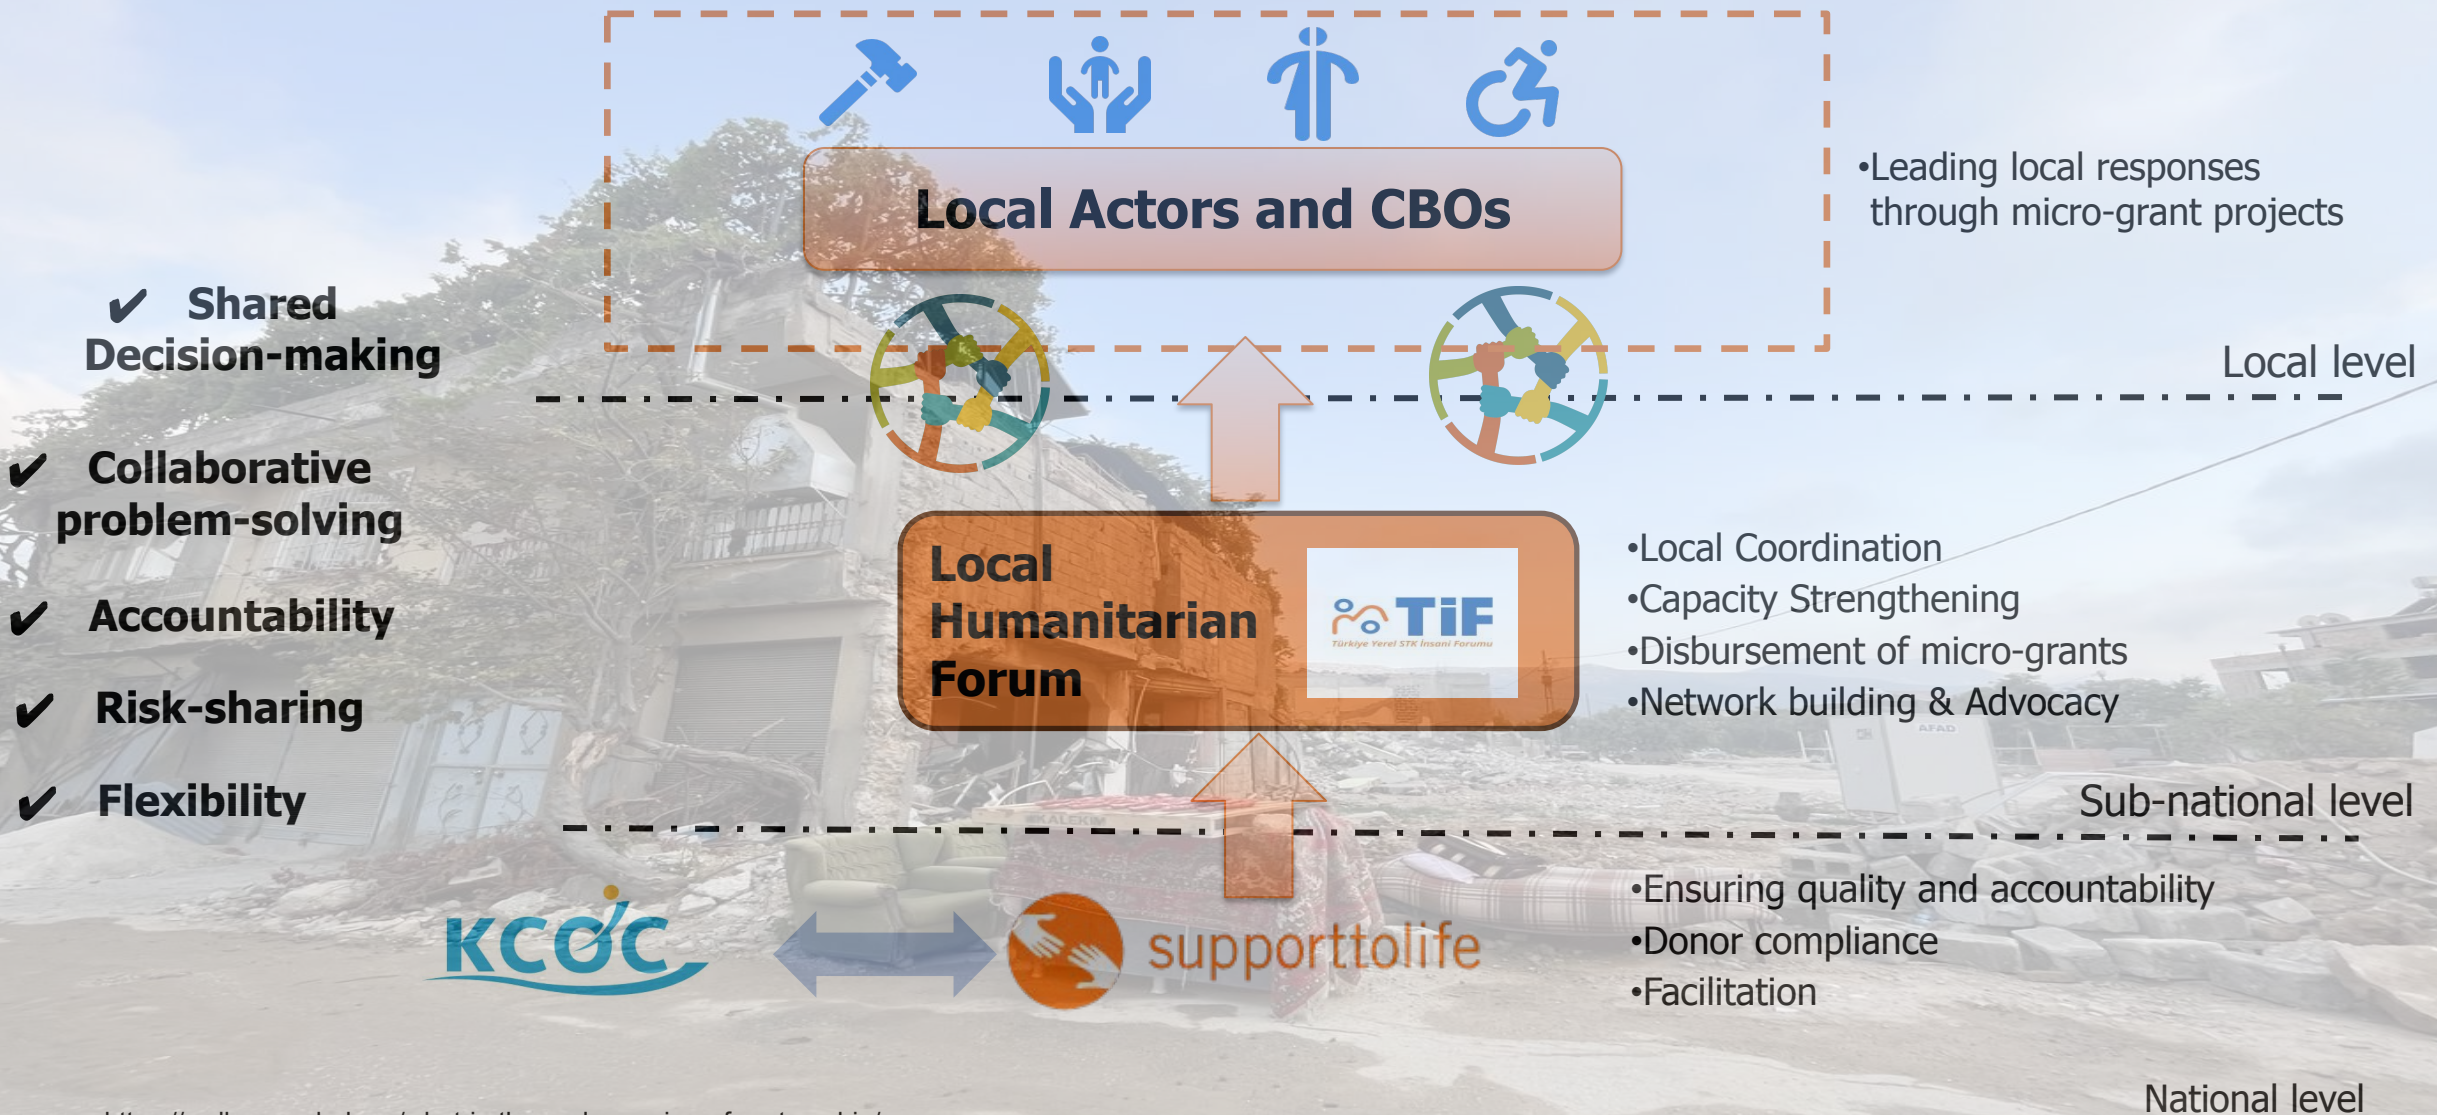 Local Actors and CBOs
•Leading local responses
through micro-grant projects
✔ Shared
Decision-making
Local level
✔ Collaborative
problem-solving
✔ Accountability
✔ Risk-sharing
✔ Flexibility
Local
Humanitarian
Forum
TiF
Türkiye Yerel STK İnsani Forumu
•Local Coordination
•Capacity Strengthening
•Disbursement of micro-grants
•Network building & Advocacy
AFAD
Sub-national level
KALEKIM
KCOC
supporttolife
•Ensuring quality and accountability
•Donor compliance
•Facilitation
National level